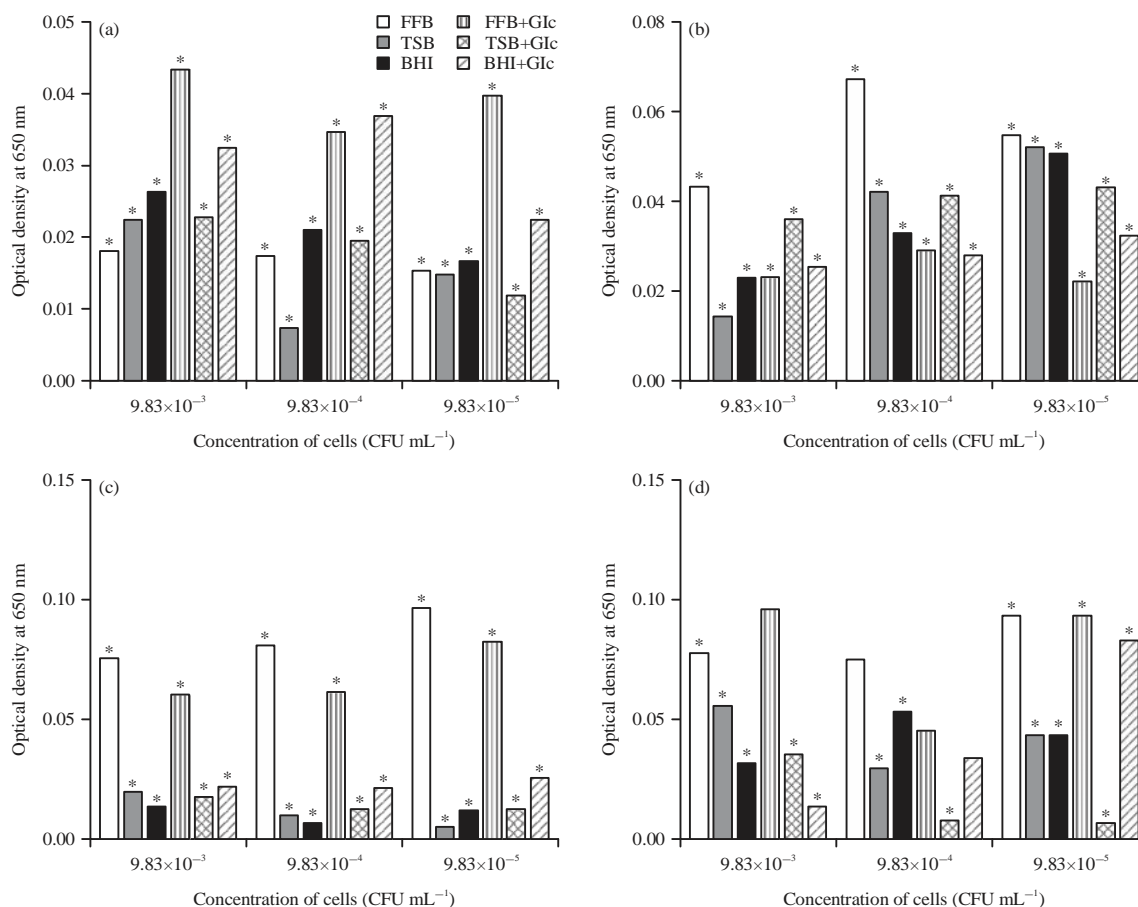 (a)
FFB
TSB
BHI
FFB+GIc
TSB+GIc
BHI+GIc
Optical density at 650 nm
0.05
0.04
0.03
0.02
0.01
0.00
* * * * * *
* * * * * *
* * * * * *
9.83×10⁻³ 9.83×10⁻⁴ 9.83×10⁻⁵
Concentration of cells (CFU mL⁻¹)
(b)
Optical density at 650 nm
0.08
0.06
0.04
0.02
0.00
* * * * * *
* * * * * *
* * * * * *
9.83×10⁻³ 9.83×10⁻⁴ 9.83×10⁻⁵
Concentration of cells (CFU mL⁻¹)
(c)
Optical density at 650 nm
0.15
0.10
0.05
0.00
* * * * * *
* * * * * *
* * * * * *
9.83×10⁻³ 9.83×10⁻⁴ 9.83×10⁻⁵
Concentration of cells (CFU mL⁻¹)
(d)
Optical density at 650 nm
0.15
0.10
0.05
0.00
* * * * *
* * *
* * * * * *
9.83×10⁻³ 9.83×10⁻⁴ 9.83×10⁻⁵
Concentration of cells (CFU mL⁻¹)